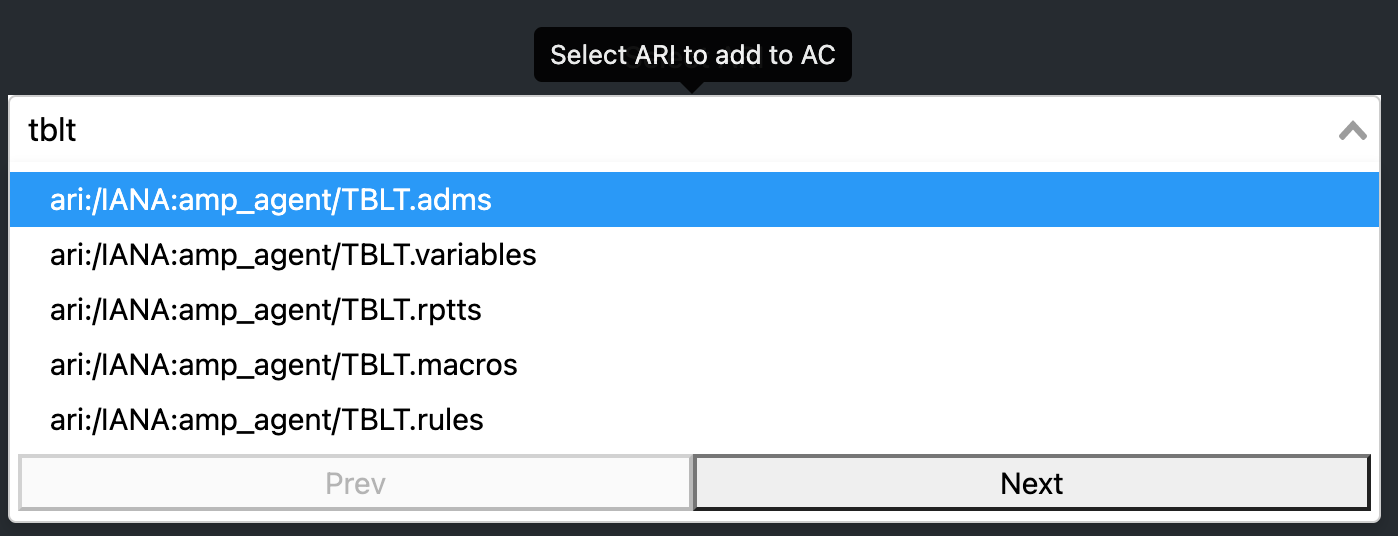 Select ARI to add to AC
tblt
ari:/IANA:amp_agent/TBLT.adms
ari:/IANA:amp_agent/TBLT.variables
ari:/IANA:amp_agent/TBLT.rptts
ari:/IANA:amp_agent/TBLT.macros
ari:/IANA:amp_agent/TBLT.rules
Prev Next